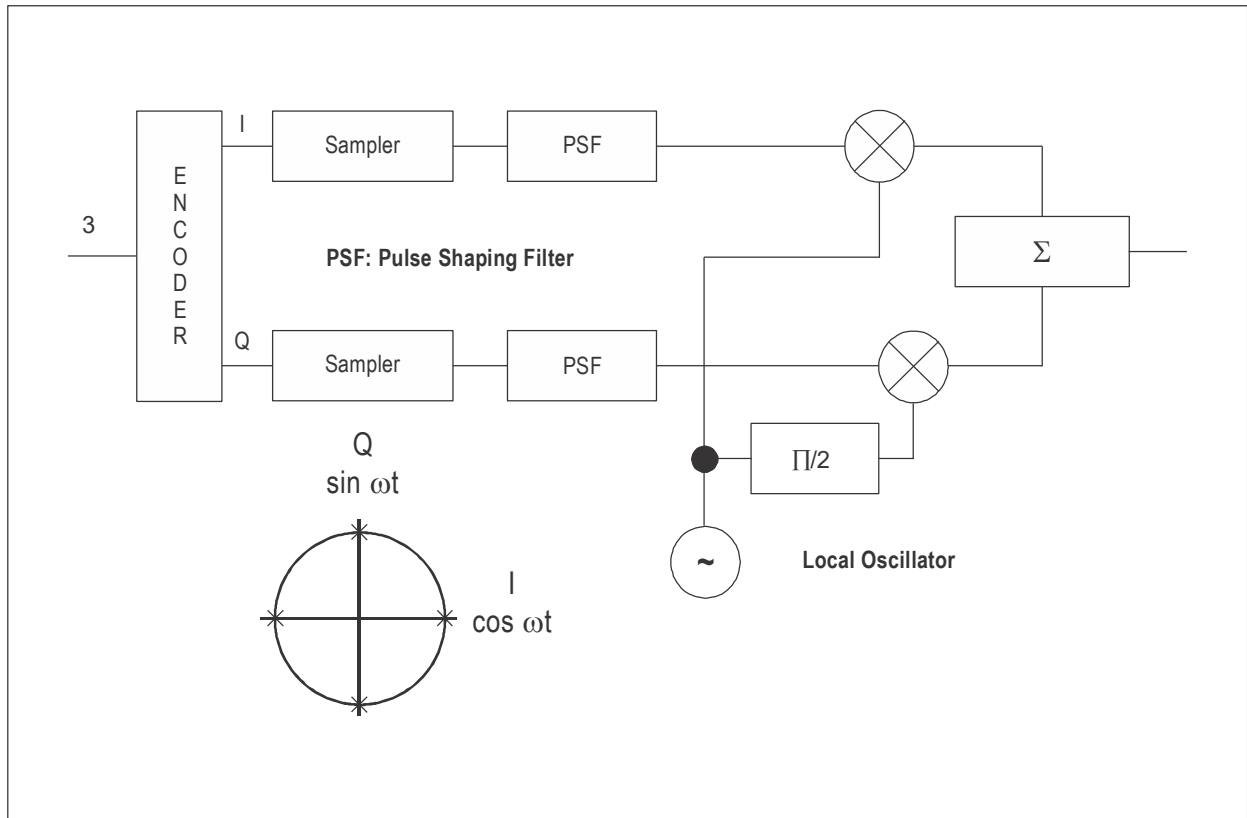 I
Sampler
PSF
E
N
C
O
D
E
R
3
Σ
PSF: Pulse Shaping Filter
Q
Sampler
PSF
Π/2
Q
sin ωt
~
Local Oscillator
I
cos ωt